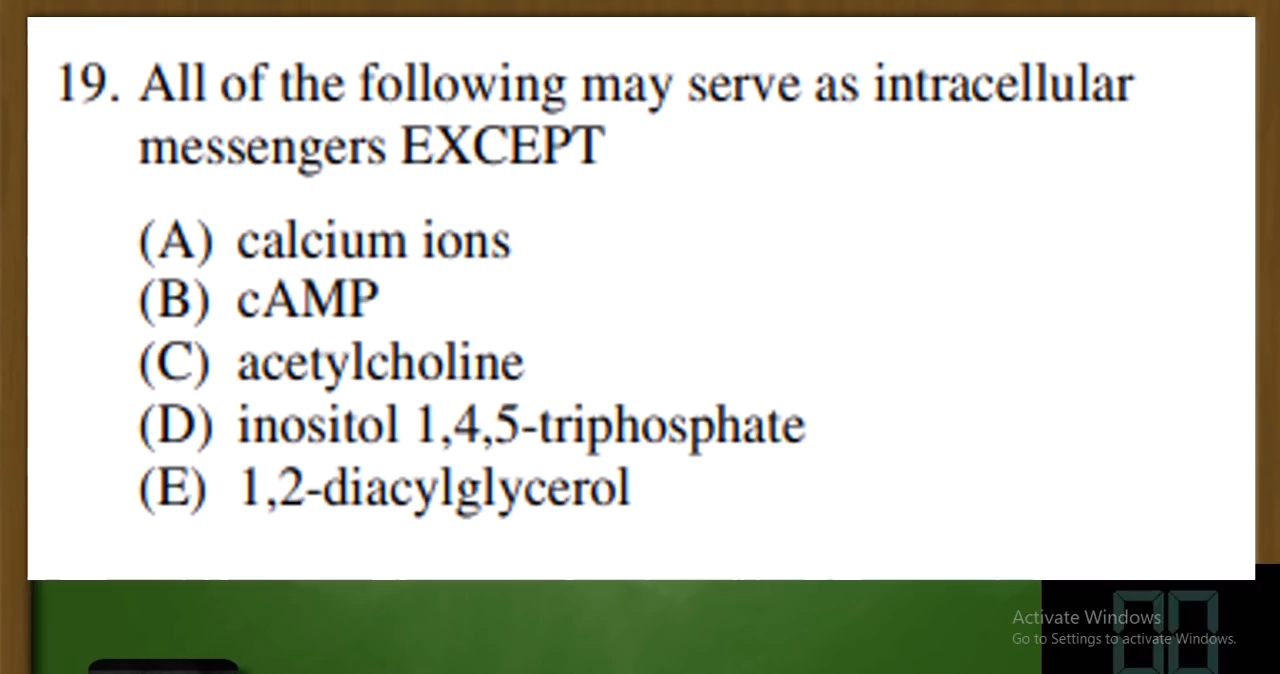 19. All of the following may serve as intracellular
messengers EXCEPT
(A) calcium ions
(B) cAMP
(C) acetylcholine
(D) inositol 1,4,5-triphosphate
(E) 1,2-diacylglycerol
Activate Windows
Go to Settings to activate Windows.
00